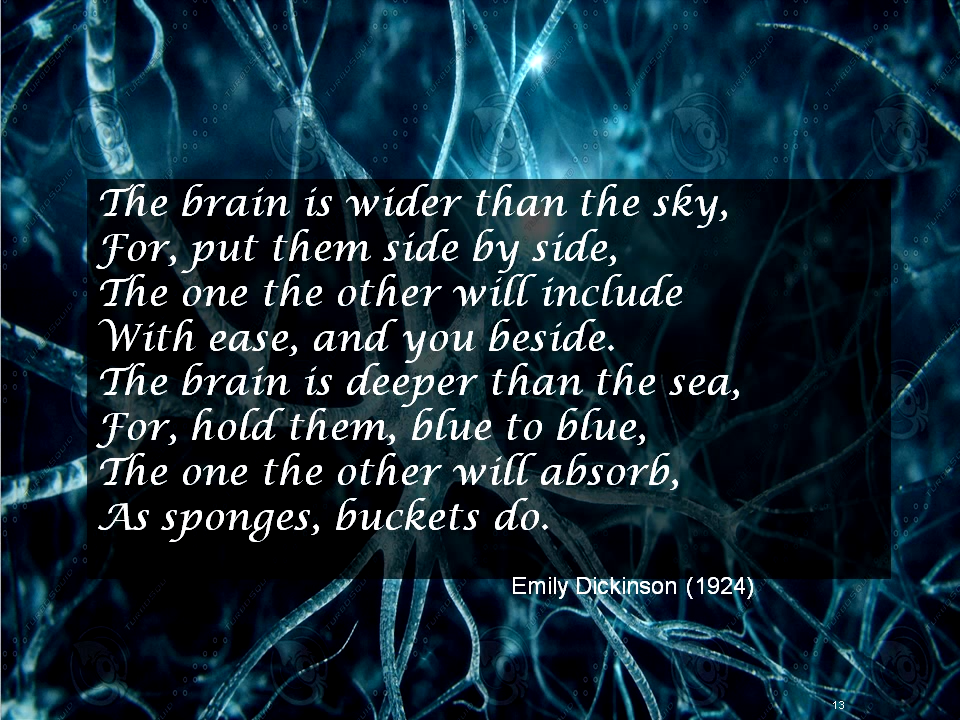 The brain is wider than the sky,
For, put them side by side,
The one the other will include
With ease, and you beside.
The brain is deeper than the sea,
For, hold them, blue to blue,
The one the other will absorb,
As sponges, buckets do.
Emily Dickinson (1924)
13